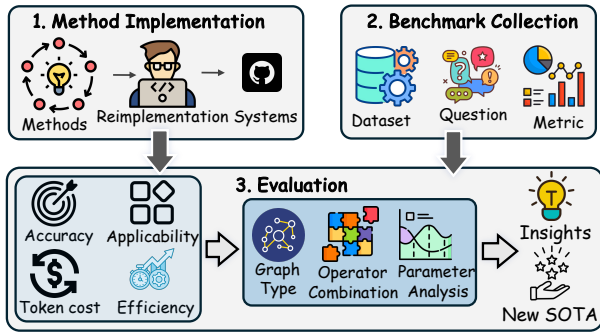 1. Method Implementation
Methods
Reimplementation
Systems
2. Benchmark Collection
Dataset
Question
Metric
3. Evaluation
Accuracy
Applicability
Token cost
Efficiency
Graph
Type
Operator
Combination
Parameter
Analysis
Insights
New SOTA